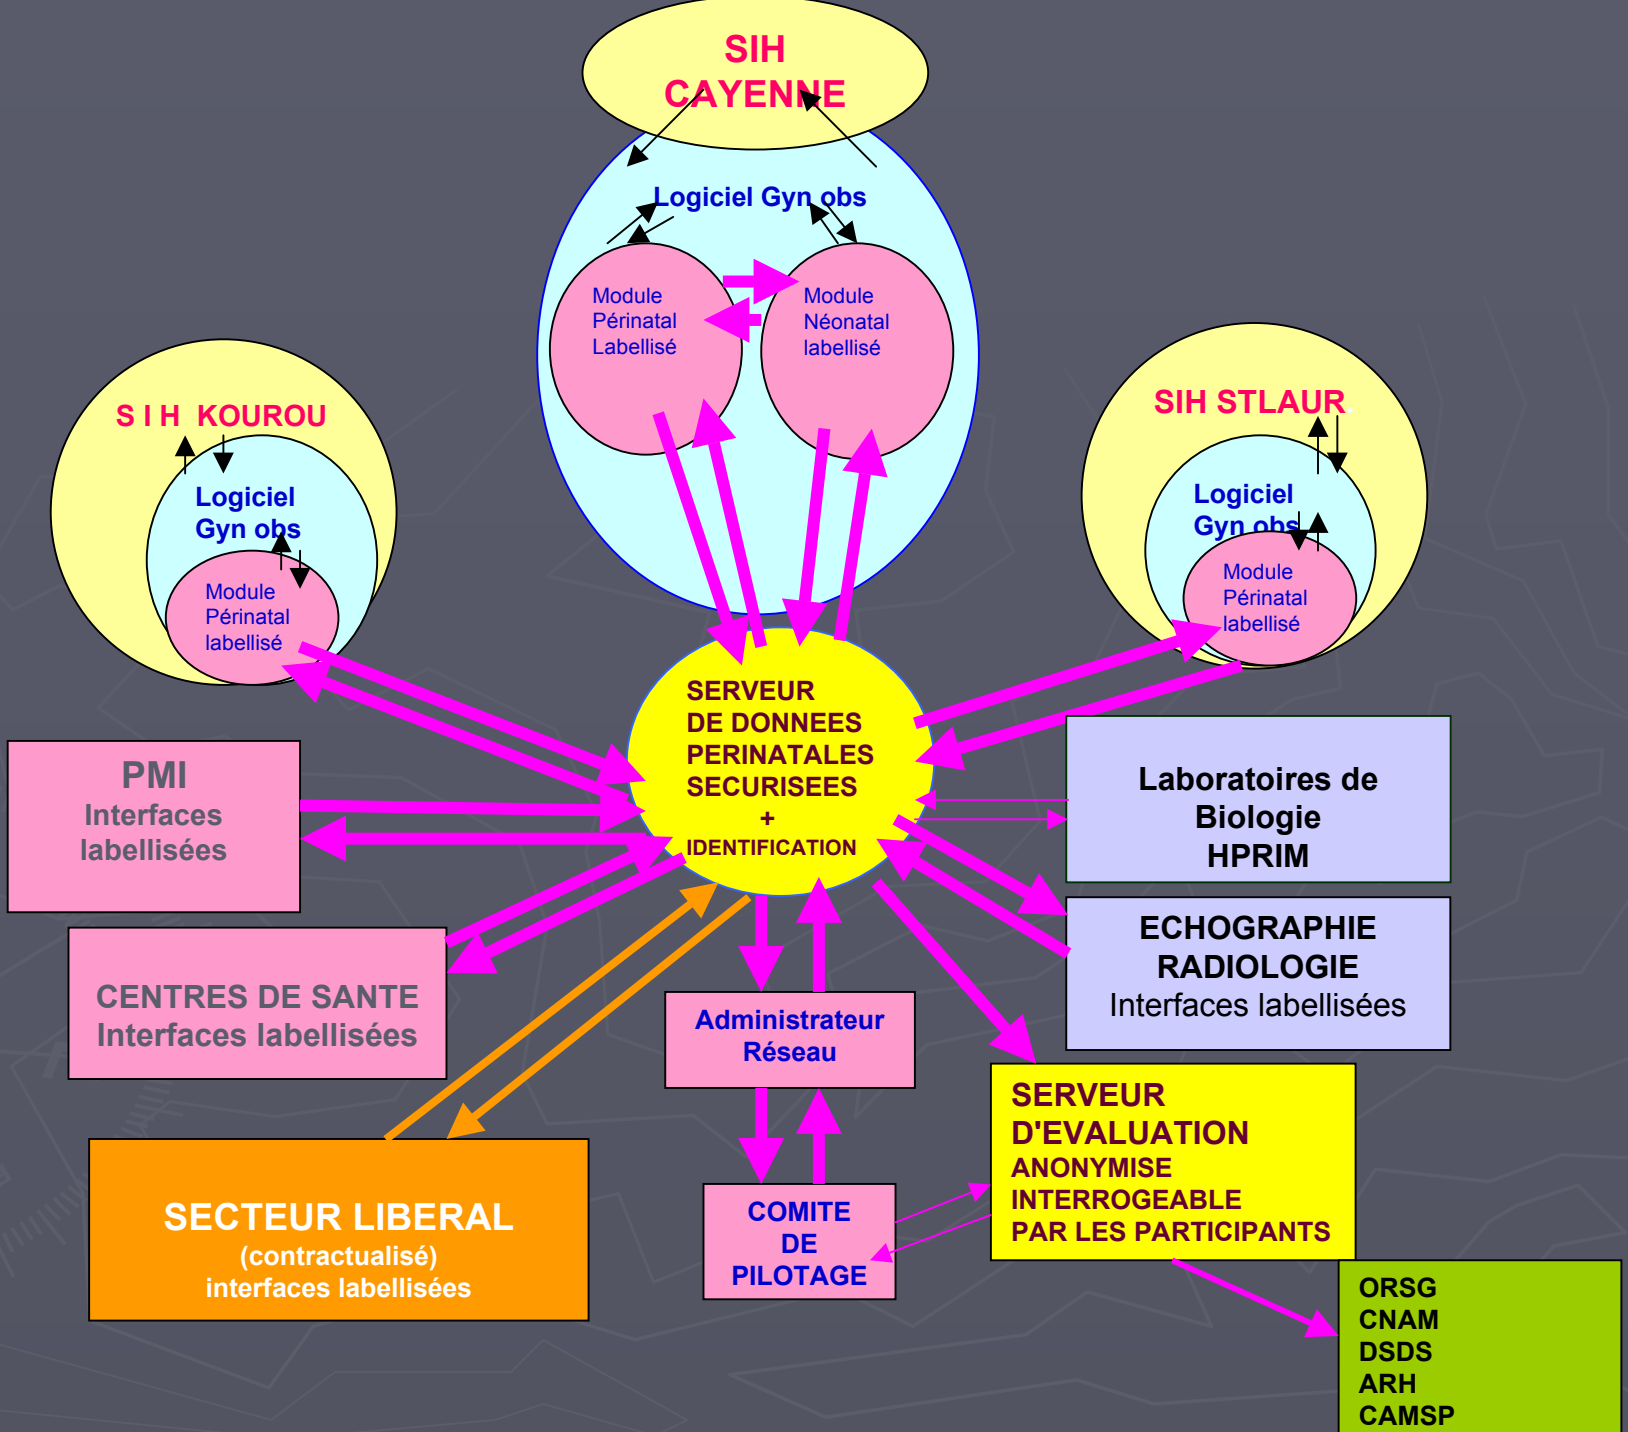 SIH
CAYENNE
Logiciel Gyn obs
Module
Périnatal
Labellisé
Module
Néonatal
labellisé
S I H  KOUROU
Logiciel
Gyn obs
Module
Périnatal
labellisé
SIH STLAUR.
Logiciel
Gyn obs
Module
Périnatal
labellisé
SERVEUR
DE DONNEES
PERINATALES
SECURISEES
+
IDENTIFICATION
PMI
Interfaces
labellisées
Laboratoires de
Biologie
HPRIM
CENTRES DE SANTE
Interfaces labellisées
ECHOGRAPHIE
RADIOLOGIE
Interfaces labellisées
Administrateur
Réseau
SECTEUR LIBERAL
(contractualisé)
interfaces labellisées
COMITE
DE
PILOTAGE
SERVEUR
D'EVALUATION
ANONYMISE
INTERROGEABLE
PAR LES PARTICIPANTS
ORSG
CNAM
DSDS
ARH
CAMSP